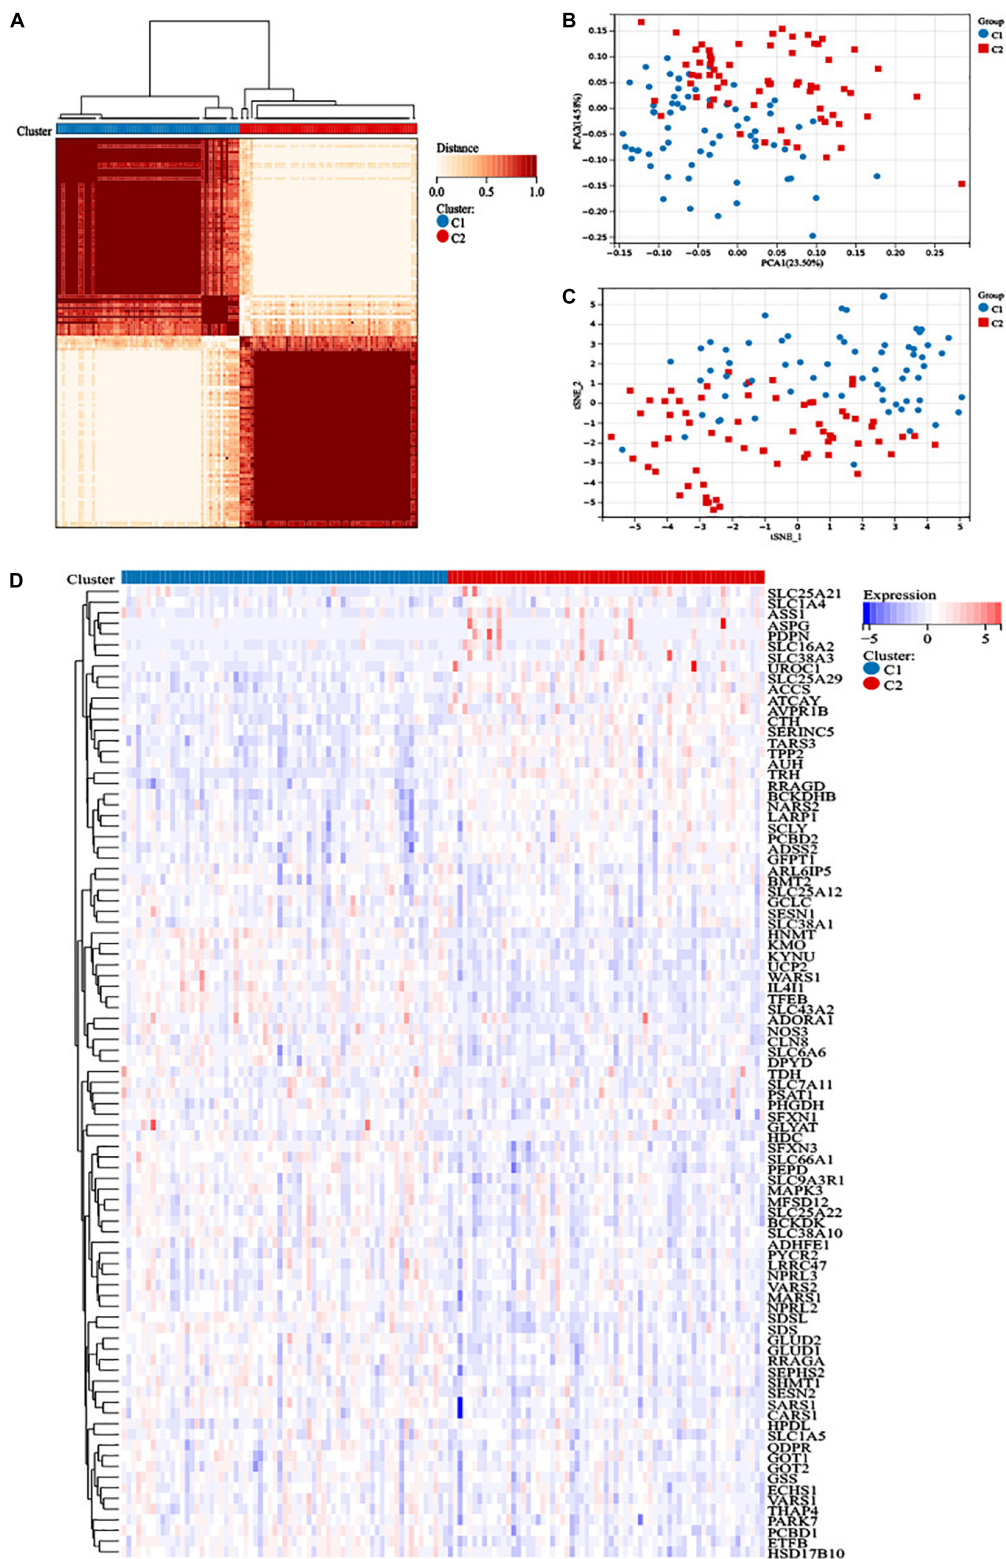 A
Cluster
Distance
0.0 0.5 1.0
Cluster:
C1
C2
B
0.15
0.10
0.05
0.00
−0.05
−0.10
−0.15
−0.20
−0.25
PCA2(14.58%)
−0.15 −0.10 −0.05 0.00 0.05 0.10 0.15 0.20 0.25
PCA1(23.50%)
Group
C1
C2
C
5
4
3
2
1
0
−1
−2
−3
−4
−5
tSNE_2
−5 −4 −3 −2 −1 0 1 2 3 4 5
tSNE_1
Group
C1
C2
D
Cluster
SLC25A21
SLC1A4
ASS1
ASPG
PDPN
SLC16A2
SLC38A3
UROC1
SLC25A29
ACCS
ATCAY
AVPR1B
CTH
SERINC5
TARS3
TPP2
AUH
TRH
RRAGD
BCKDHB
NARS2
LARP1
SCLY
PCBD2
ADSS2
GFPT1
ARL6IP5
BMT2
SLC25A12
GCLC
SESN1
SLC38A1
HNMT
KMO
KYNU
UCP2
WARS1
IL4I1
TFEB
SLC43A2
ADORA1
NOS3
CLN8
SLC6A6
DPYD
TDH
SLC7A11
PSAT1
PHGDH
SFXN1
GLYAT
HDC
SFXN3
SLC66A1
PEPD
SLC9A3R1
MAPK3
MFSD12
SLC25A22
BCKDK
SLC38A10
ADHFE1
PYCR2
LRRC47
NPRL3
VARS2
MARS1
NPRL2
SDSL
SDS
GLUD2
GLUD1
RRAGA
SEPHS2
SHMT1
SESN2
SARS1
CARS1
HPDL
SLC1A5
QDPR
GOT1
GOT2
GSS
ECHS1
VARS1
THAP4
PARK7
PCBD1
ETFB
HSD17B10
Expression
−5 0 5
Cluster:
C1
C2